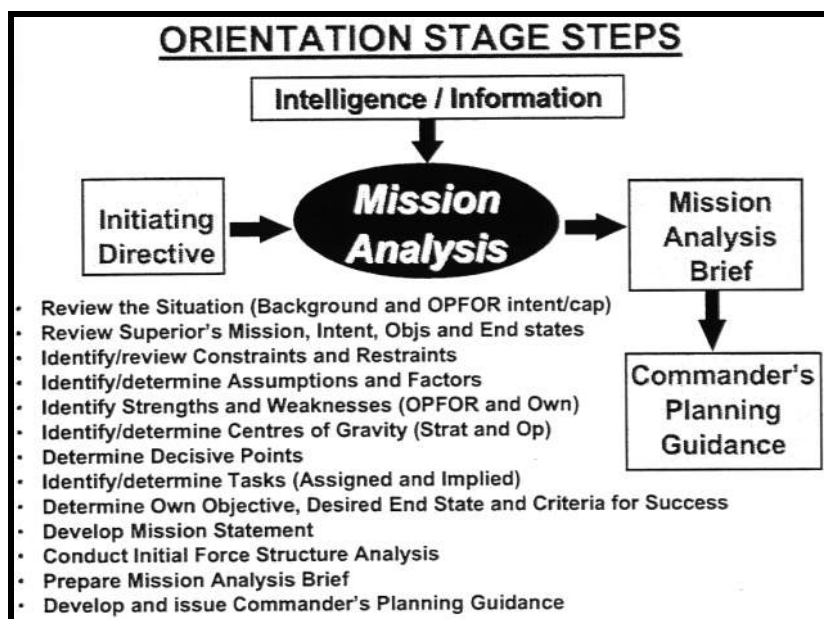 ORIENTATION STAGE STEPS
Intelligence / Information
Initiating
Directive
Mission
Analysis
Mission
Analysis
Brief
Commander's
Planning
Guidance
· Review the Situation (Background and OPFOR intent/cap)
· Review Superior's Mission, Intent, Objs and End states
· Identify/review Constraints and Restraints
· Identify/determine Assumptions and Factors
· Identify Strengths and Weaknesses (OPFOR and Own)
· Identify/determine Centres of Gravity (Strat and Op)
· Determine Decisive Points
· Identify/determine Tasks (Assigned and Implied)
· Determine Own Objective, Desired End State and Criteria for Success
· Develop Mission Statement
· Conduct Initial Force Structure Analysis
· Prepare Mission Analysis Brief
· Develop and issue Commander's Planning Guidance